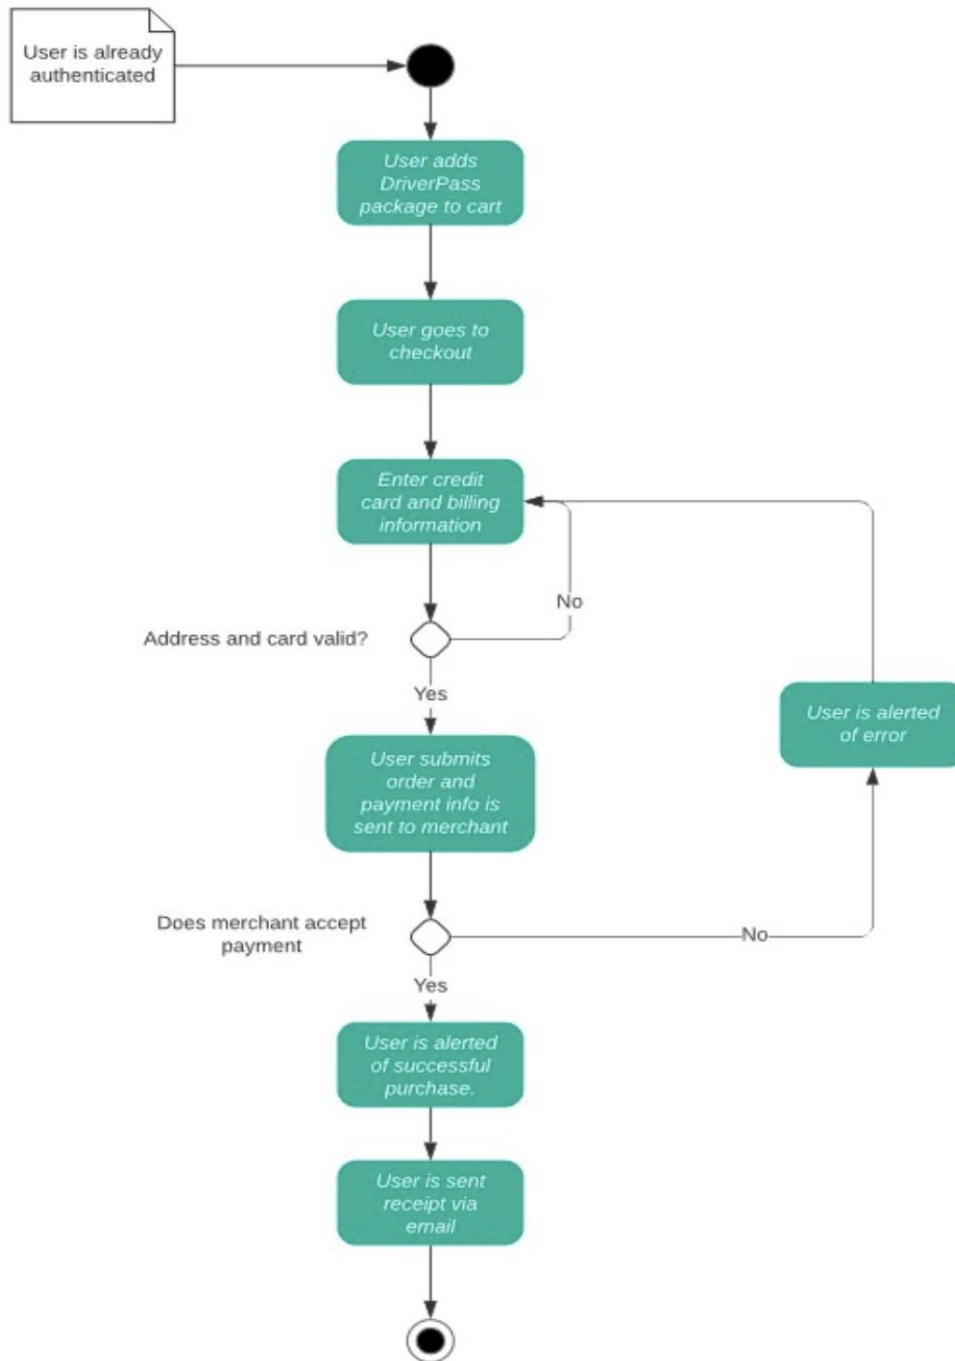 User is already
authenticated
User adds
DriverPass
package to cart
User goes to
checkout
Enter credit
card and billing
information
No
Address and card valid?
Yes
User is alerted
of error
User submits
order and
payment info is
sent to merchant
Does merchant accept
payment
No
Yes
User is alerted
of successful
purchase.
User is sent
receipt via
email